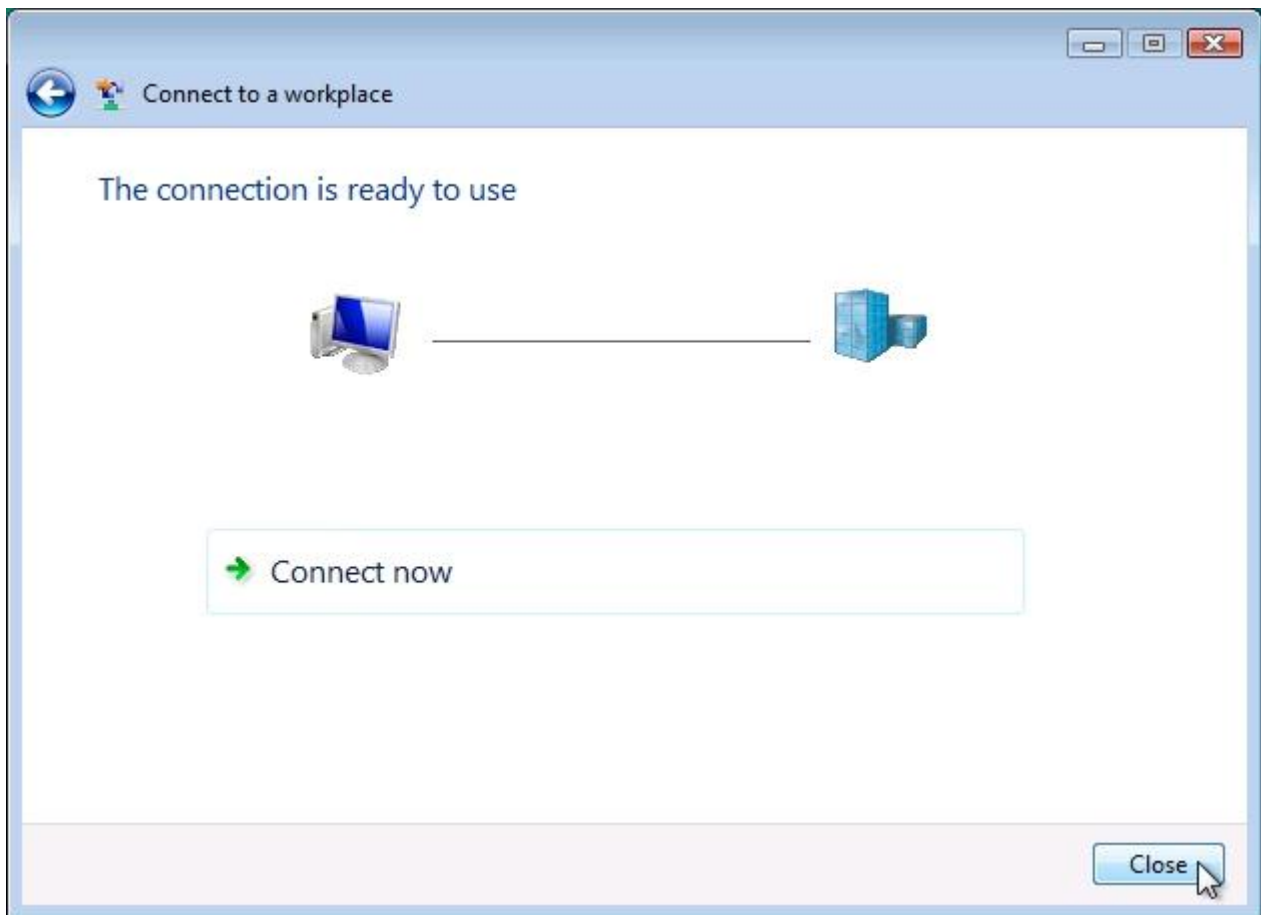 Connect to a workplace
The connection is ready to use
Connect now
Close